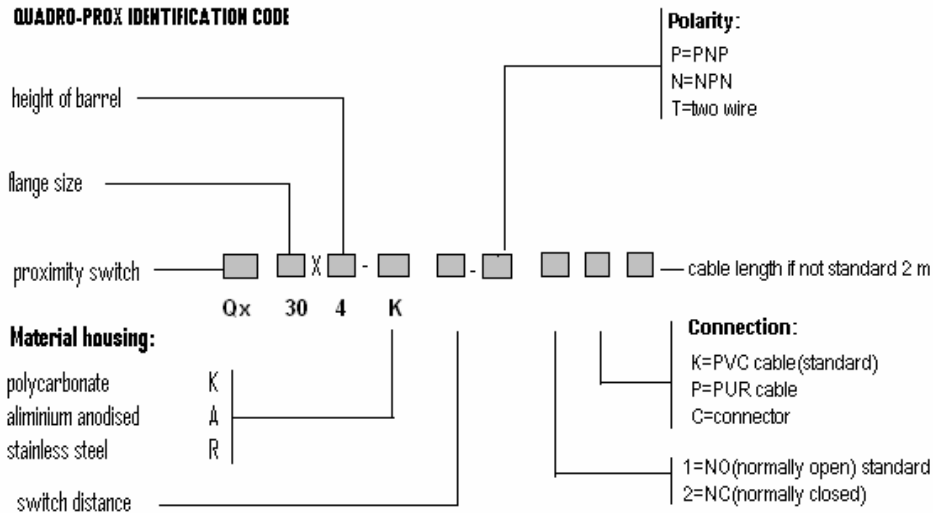 QUADRO-PROX IDENTIFICATION CODE
Polarity:
P=PNP
N=NPN
T=two wire
height of barrel
flange size
proximity switch
X - -
cable length if not standard 2 m
Qx 30 4 K
Material housing:
polycarbonate K
aliminium anodised A
stainless steel R
switch distance
Connection:
K=PVC cable(standard)
P=PUR cable
C=connector
1=NO(normally open) standard
2=NC(normally closed)